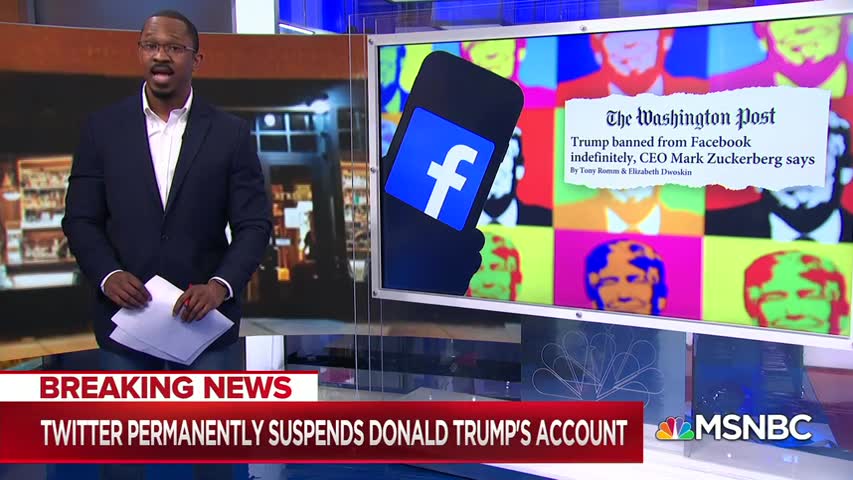 The Washington Post
Trump banned from Facebook
indefinitely, CEO Mark Zuckerberg says
By Tony Romm & Elizabeth Dwoskin
BREAKING NEWS
TWITTER PERMANENTLY SUSPENDS DONALD TRUMP'S ACCOUNT
MSNBC